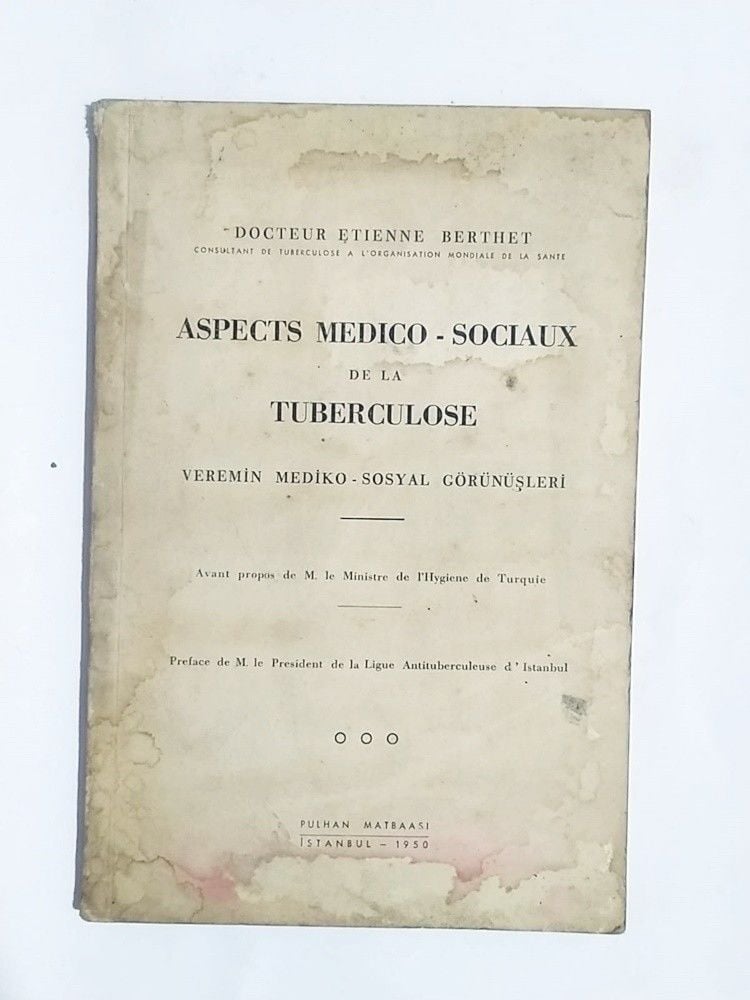 DOCTEUR ETIENNE BERTHET
CONSULTANT DE TUBERCULOSE A L'ORGANISATION MONDIALE DE LA SANTE
ASPECTS MEDICO - SOCIAUX
DE LA
TUBERCULOSE
VEREMİN MEDİKO - SOSYAL GÖRÜNÜŞLERİ
Avant propos de M. le Ministre de l'Hygiene de Turquie
Preface de M. le President de la Ligue Antituberculeuse d' Istanbul
PULHAN MATBAASI
İSTANBUL - 1950